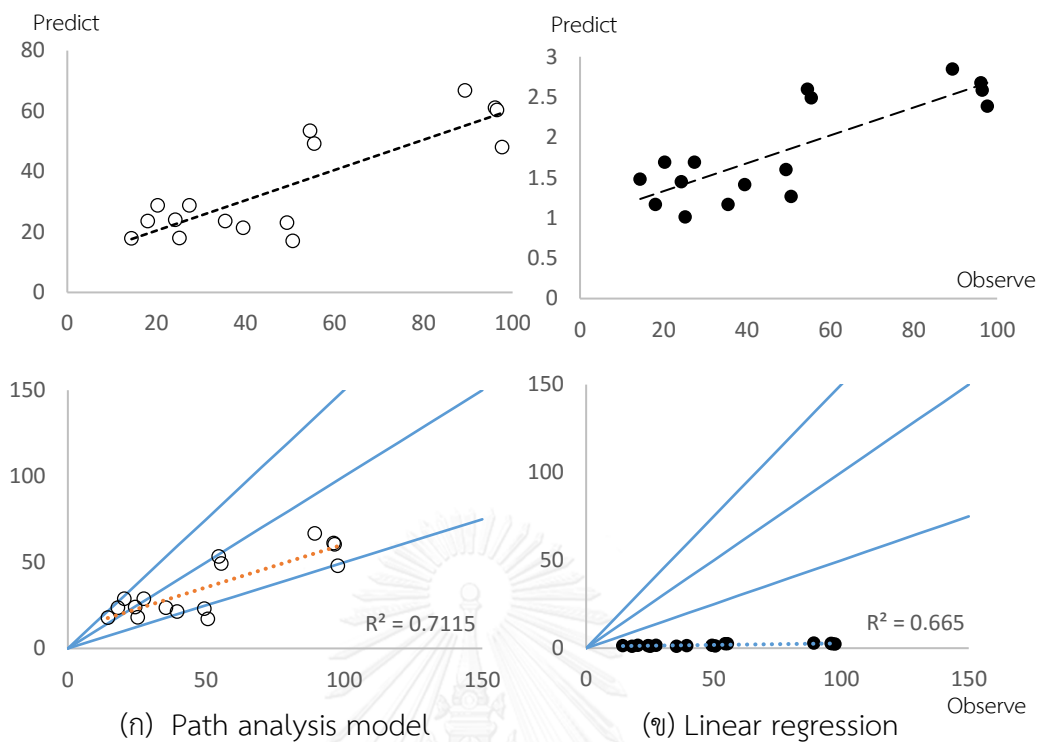 Predict
80
60
40
20
0
0 20 40 60 80 100
Predict
3
2.5
2
1.5
1
0.5
0
Observe
0 20 40 60 80 100
150
100
50
0
R² = 0.7115
0 50 100 150
(ก) Path analysis model
150
100
50
0
R² = 0.665
0 50 100 150
Observe
(ข) Linear regression